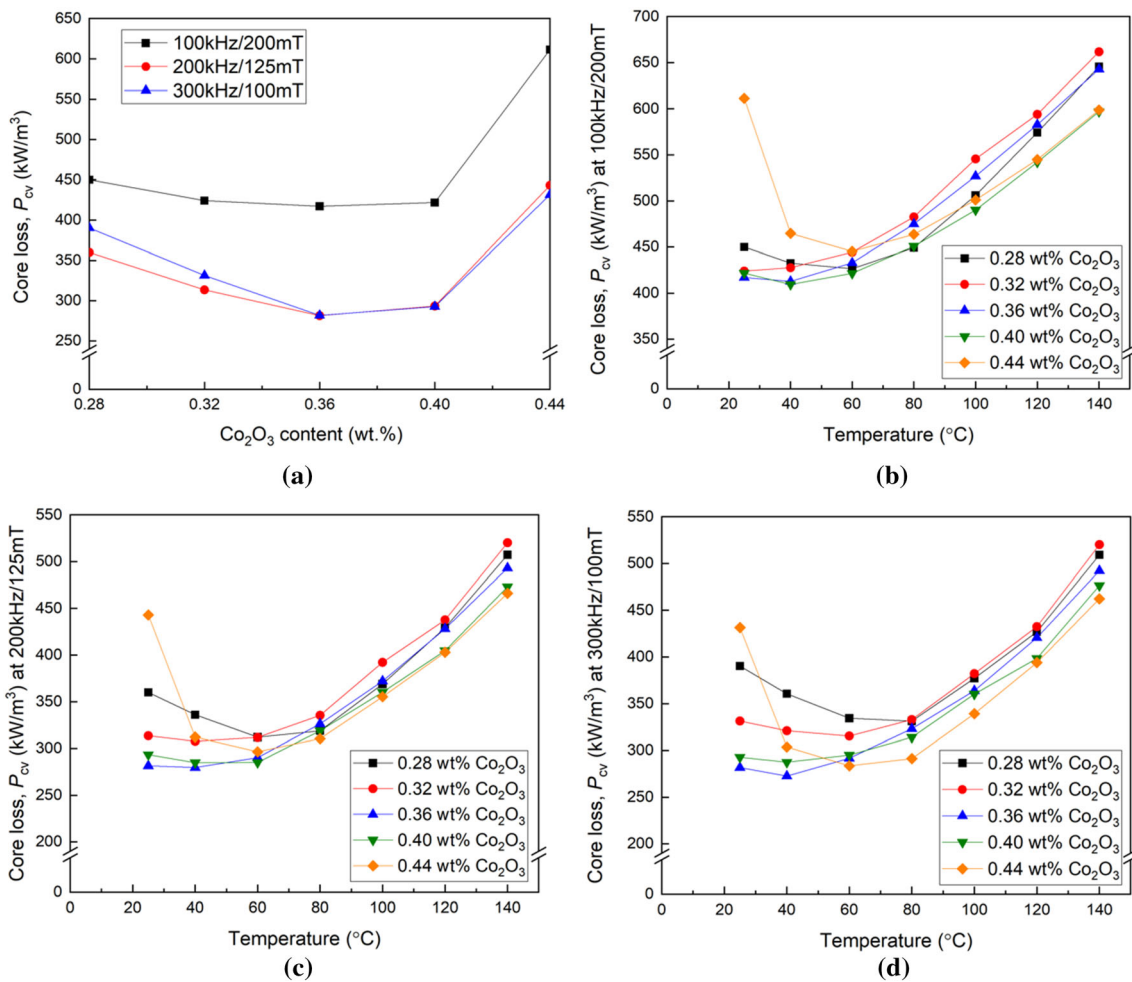 650
600
550
500
450
400
350
300
250
0
Core loss, Pcv (kW/m³)
100kHz/200mT
200kHz/125mT
300kHz/100mT
0.28 0.32 0.36 0.40 0.44
Co₂O₃ content (wt.%)
(a)
700
650
600
550
500
450
400
350
0
Core loss, Pcv (kW/m³) at 100kHz/200mT
0.28 wt% Co₂O₃
0.32 wt% Co₂O₃
0.36 wt% Co₂O₃
0.40 wt% Co₂O₃
0.44 wt% Co₂O₃
0 20 40 60 80 100 120 140
Temperature (°C)
(b)
550
500
450
400
350
300
250
200
0
Core loss, Pcv (kW/m³) at 200kHz/125mT
0.28 wt% Co₂O₃
0.32 wt% Co₂O₃
0.36 wt% Co₂O₃
0.40 wt% Co₂O₃
0.44 wt% Co₂O₃
0 20 40 60 80 100 120 140
Temperature (°C)
(c)
550
500
450
400
350
300
250
200
0
Core loss, Pcv (kW/m³) at 300kHz/100mT
0.28 wt% Co₂O₃
0.32 wt% Co₂O₃
0.36 wt% Co₂O₃
0.40 wt% Co₂O₃
0.44 wt% Co₂O₃
0 20 40 60 80 100 120 140
Temperature (°C)
(d)